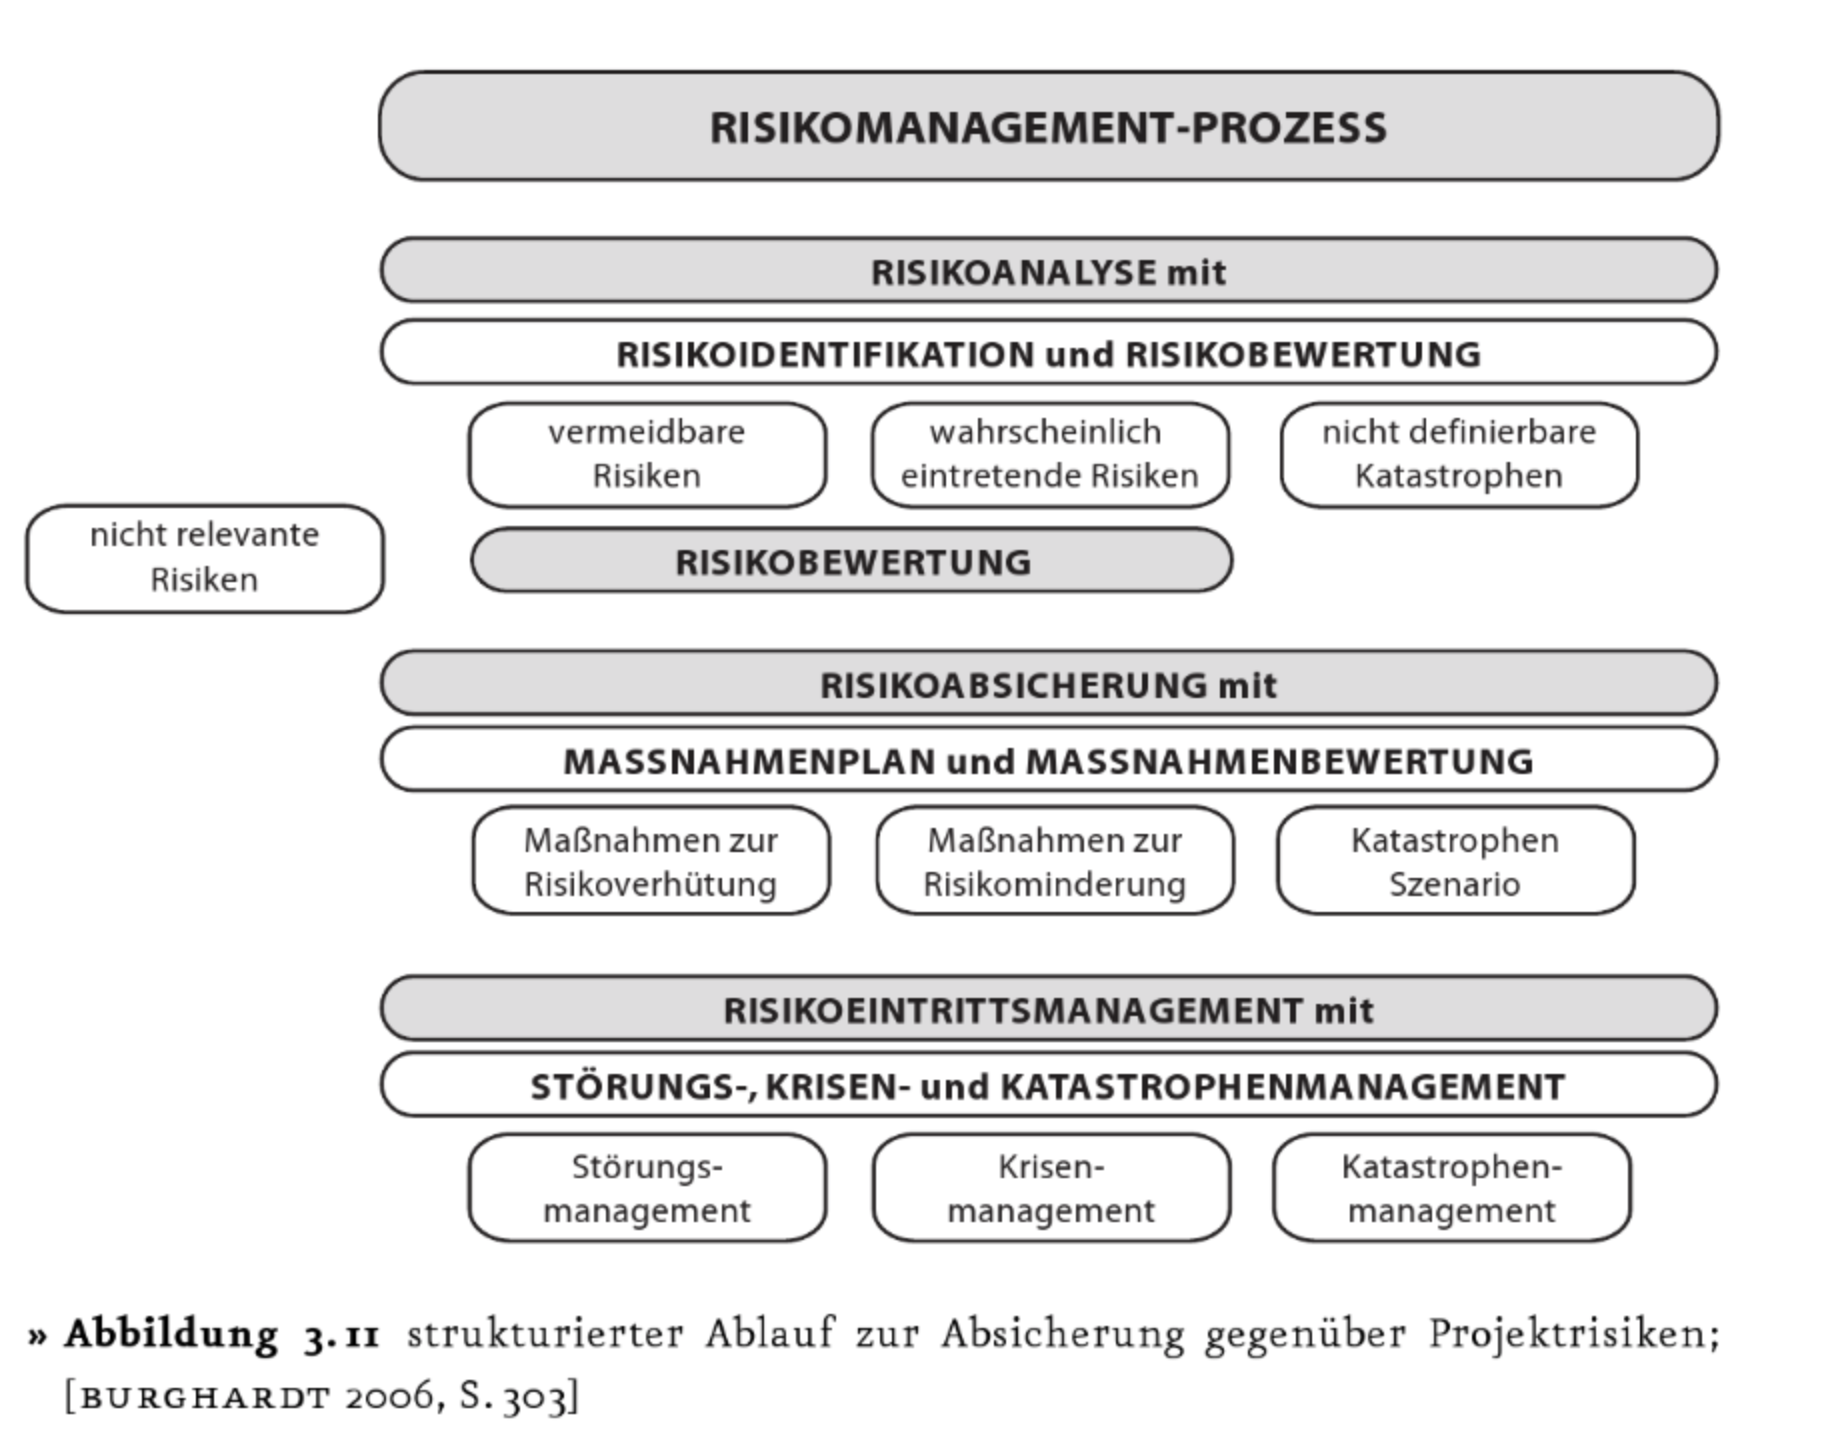 RISIKOMANAGEMENT-PROZESS
RISIKOANALYSE mit
RISIKOIDENTIFIKATION und RISIKOBEWERTUNG
vermeidbare
Risiken
wahrscheinlich
eintretende Risiken
nicht definierbare
Katastrophen
nicht relevante
Risiken
RISIKOBEWERTUNG
RISIKOABSICHERUNG mit
MASSNAHMENPLAN und MASSNAHMENBEWERTUNG
Maßnahmen zur
Risikoverhütung
Maßnahmen zur
Risikominderung
Katastrophen
Szenario
RISIKOEINTRITTSMANAGEMENT mit
STÖRUNGS-, KRISEN- und KATASTROPHENMANAGEMENT
Störungs-
management
Krisen-
management
Katastrophen-
management
» Abbildung 3.11 strukturierter Ablauf zur Absicherung gegenüber Projektrisiken;
[BURGHARDT 2006, S. 303]